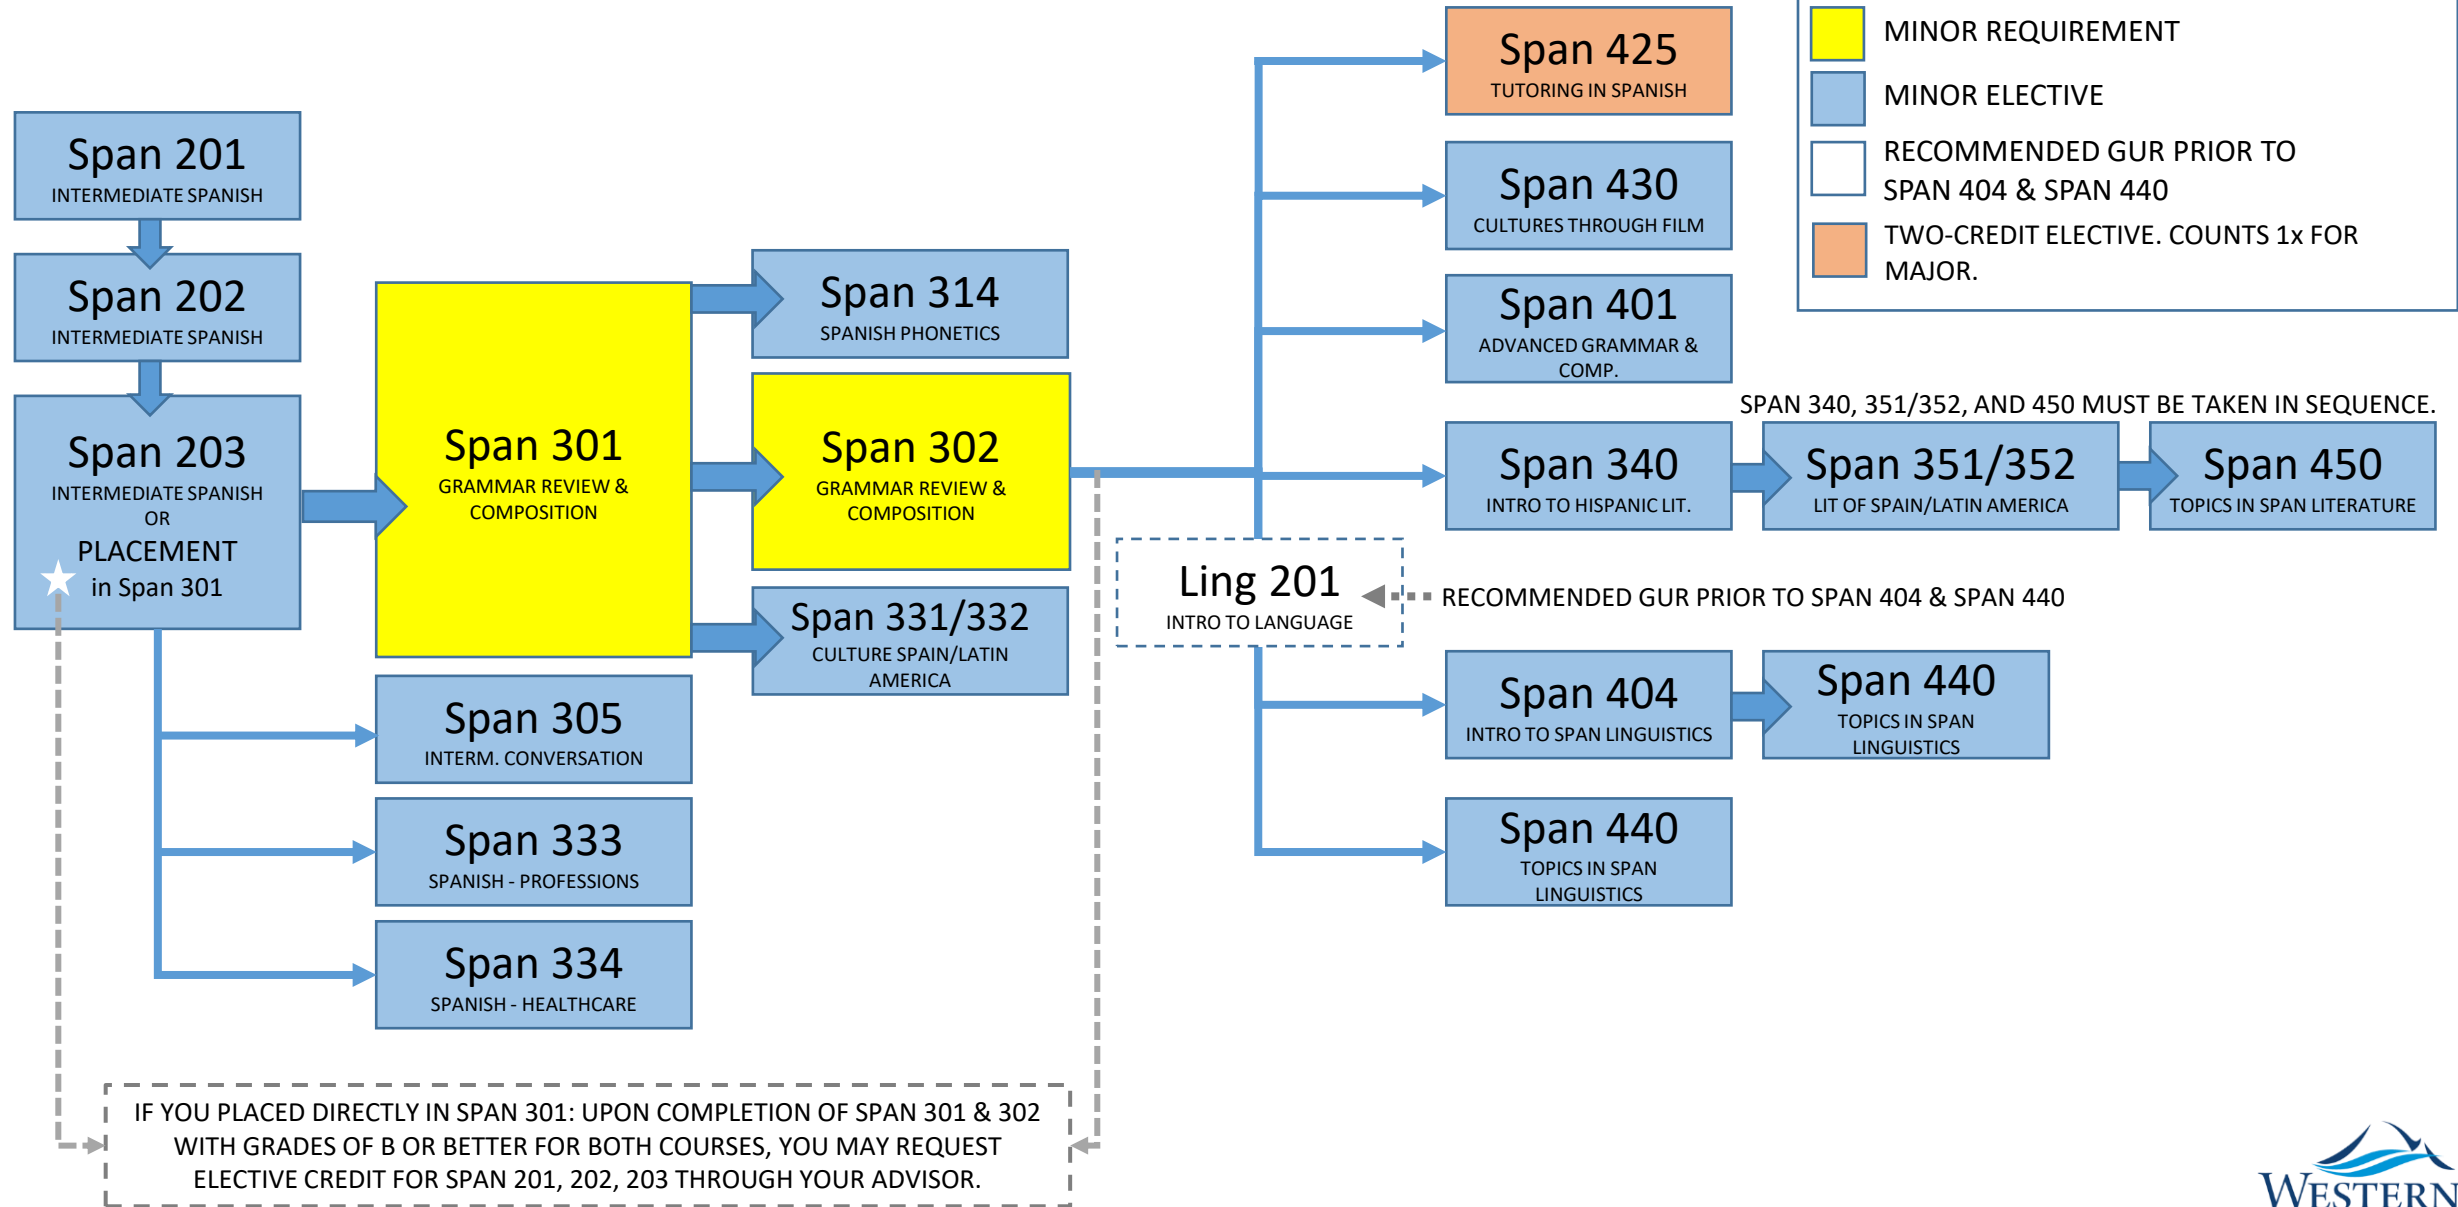 Span 201
INTERMEDIATE SPANISH
Span 202
INTERMEDIATE SPANISH
Span 203
INTERMEDIATE SPANISH
OR
PLACEMENT
in Span 301
Span 301
GRAMMAR REVIEW &
COMPOSITION
Span 305
INTERM. CONVERSATION
Span 333
SPANISH - PROFESSIONS
Span 334
SPANISH - HEALTHCARE
Span 314
SPANISH PHONETICS
Span 302
GRAMMAR REVIEW &
COMPOSITION
Span 331/332
CULTURE SPAIN/LATIN
AMERICA
Span 425
TUTORING IN SPANISH
Span 430
CULTURES THROUGH FILM
Span 401
ADVANCED GRAMMAR &
COMP.
SPAN 340, 351/352, AND 450 MUST BE TAKEN IN SEQUENCE.
Span 340
INTRO TO HISPANIC LIT.
Span 351/352
LIT OF SPAIN/LATIN AMERICA
Span 450
TOPICS IN SPAN LITERATURE
Ling 201
INTRO TO LANGUAGE
RECOMMENDED GUR PRIOR TO SPAN 404 & SPAN 440
Span 404
INTRO TO SPAN LINGUISTICS
Span 440
TOPICS IN SPAN
LINGUISTICS
Span 440
TOPICS IN SPAN
LINGUISTICS
MINOR REQUIREMENT
MINOR ELECTIVE
RECOMMENDED GUR PRIOR TO
SPAN 404 & SPAN 440
TWO-CREDIT ELECTIVE. COUNTS 1x FOR
MAJOR.
IF YOU PLACED DIRECTLY IN SPAN 301: UPON COMPLETION OF SPAN 301 & 302
WITH GRADES OF B OR BETTER FOR BOTH COURSES, YOU MAY REQUEST
ELECTIVE CREDIT FOR SPAN 201, 202, 203 THROUGH YOUR ADVISOR.
WESTERN